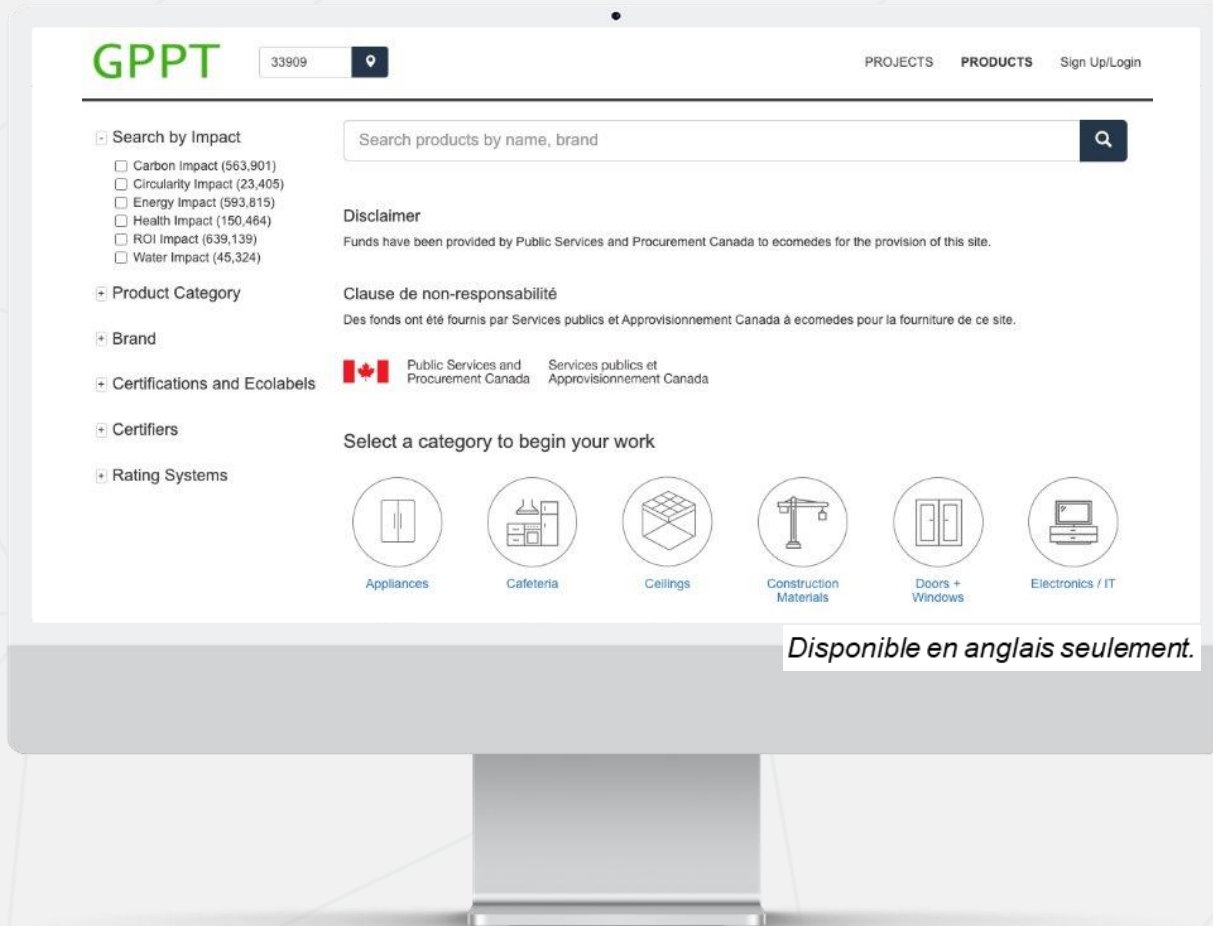 GPPT
33909
PROJECTS PRODUCTS Sign Up/Login
- Search by Impact
Carbon Impact (563,901)
Circularity Impact (23,405)
Energy Impact (593,815)
Health Impact (150,464)
ROI Impact (639,139)
Water Impact (45,324)
+ Product Category
+ Brand
+ Certifications and Ecolabels
+ Certifiers
+ Rating Systems
Search products by name, brand
Disclaimer
Funds have been provided by Public Services and Procurement Canada to ecomedes for the provision of this site.
Clause de non-responsabilité
Des fonds ont été fournis par Services publics et Approvisionnement Canada à ecomedes pour la fourniture de ce site.
Public Services and
Procurement Canada
Services publics et
Approvisionnement Canada
Select a category to begin your work
Appliances
Cafeteria
Ceilings
Construction
Materials
Doors +
Windows
Electronics / IT
Disponible en anglais seulement.